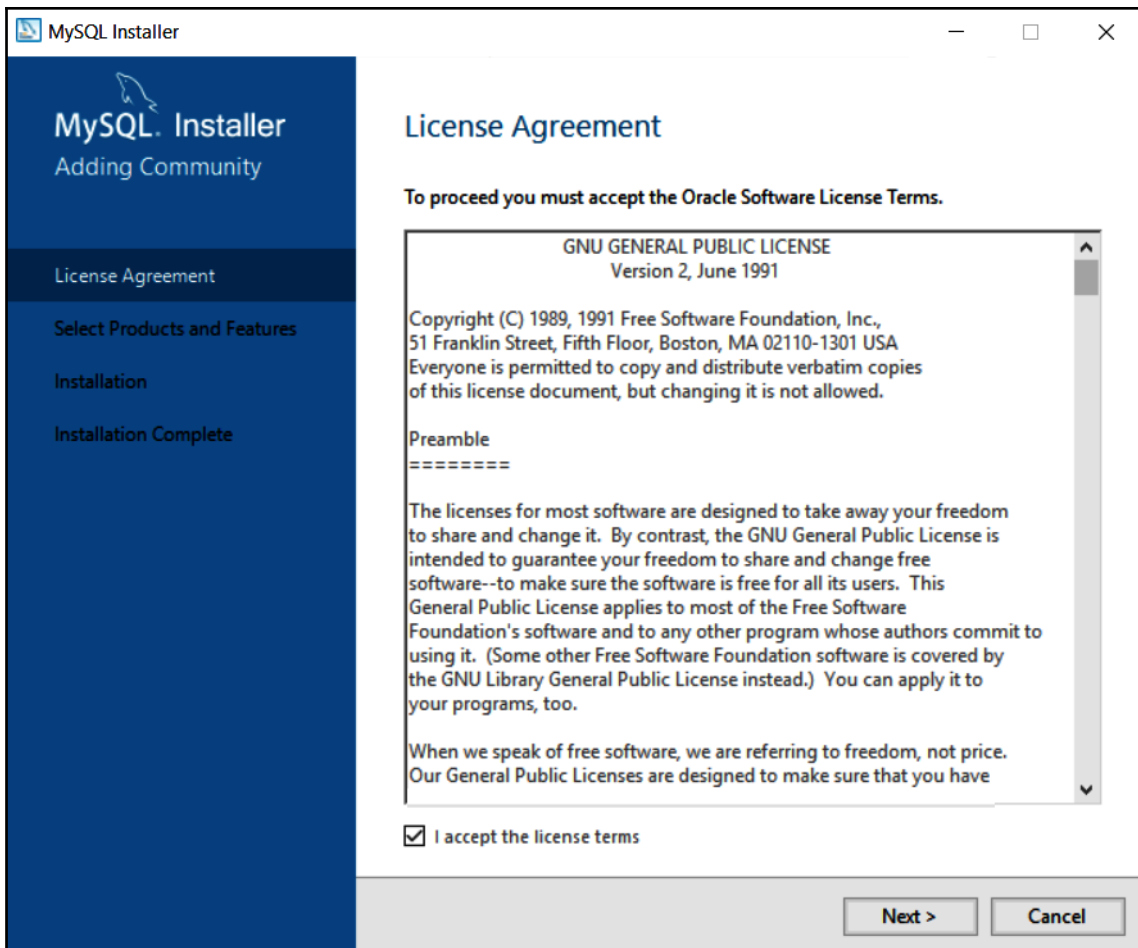 MySQL Installer
MySQL. Installer
Adding Community
License Agreement
Select Products and Features
Installation
Installation Complete
License Agreement
To proceed you must accept the Oracle Software License Terms.
GNU GENERAL PUBLIC LICENSE
Version 2, June 1991
Copyright (C) 1989, 1991 Free Software Foundation, Inc.,
51 Franklin Street, Fifth Floor, Boston, MA 02110-1301 USA
Everyone is permitted to copy and distribute verbatim copies
of this license document, but changing it is not allowed.
Preamble
========
The licenses for most software are designed to take away your freedom
to share and change it.  By contrast, the GNU General Public License is
intended to guarantee your freedom to share and change free
software--to make sure the software is free for all its users.  This
General Public License applies to most of the Free Software
Foundation's software and to any other program whose authors commit to
using it.  (Some other Free Software Foundation software is covered by
the GNU Library General Public License instead.)  You can apply it to
your programs, too.
When we speak of free software, we are referring to freedom, not price.
Our General Public Licenses are designed to make sure that you have
I accept the license terms
Next >
Cancel